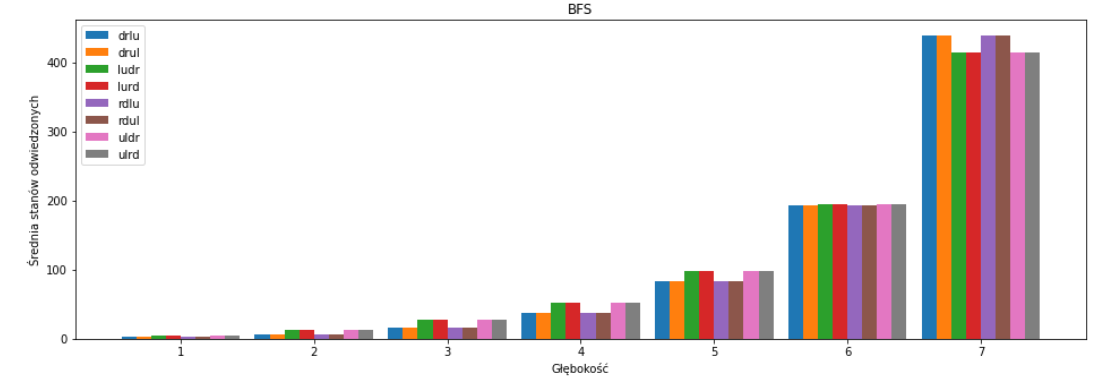 BFS
drlu
drul
ludr
lurd
rdlu
rdul
uldr
ulrd
400
300
200
100
0
Średnia stanów odwiedzonych
1 2 3 4 5 6 7
Głębokość